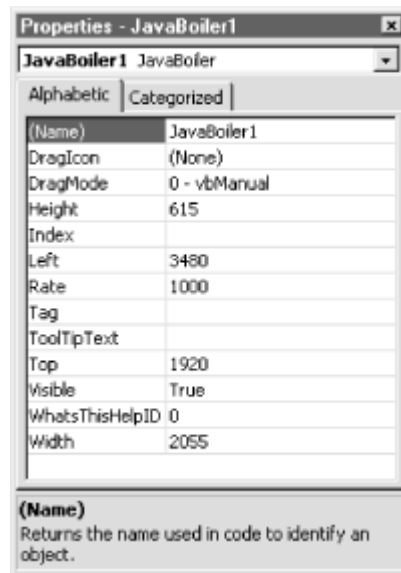 Properties - JavaBoiler1
JavaBoiler1 JavaBoiler
Alphabetic Categorized
(Name) JavaBoiler1
DragIcon (None)
DragMode 0 - vbManual
Height 615
Index
Left 3480
Rate 1000
Tag
ToolTipText
Top 1920
Visible True
WhatsThisHelpID 0
Width 2055
(Name)
Returns the name used in code to identify an
object.